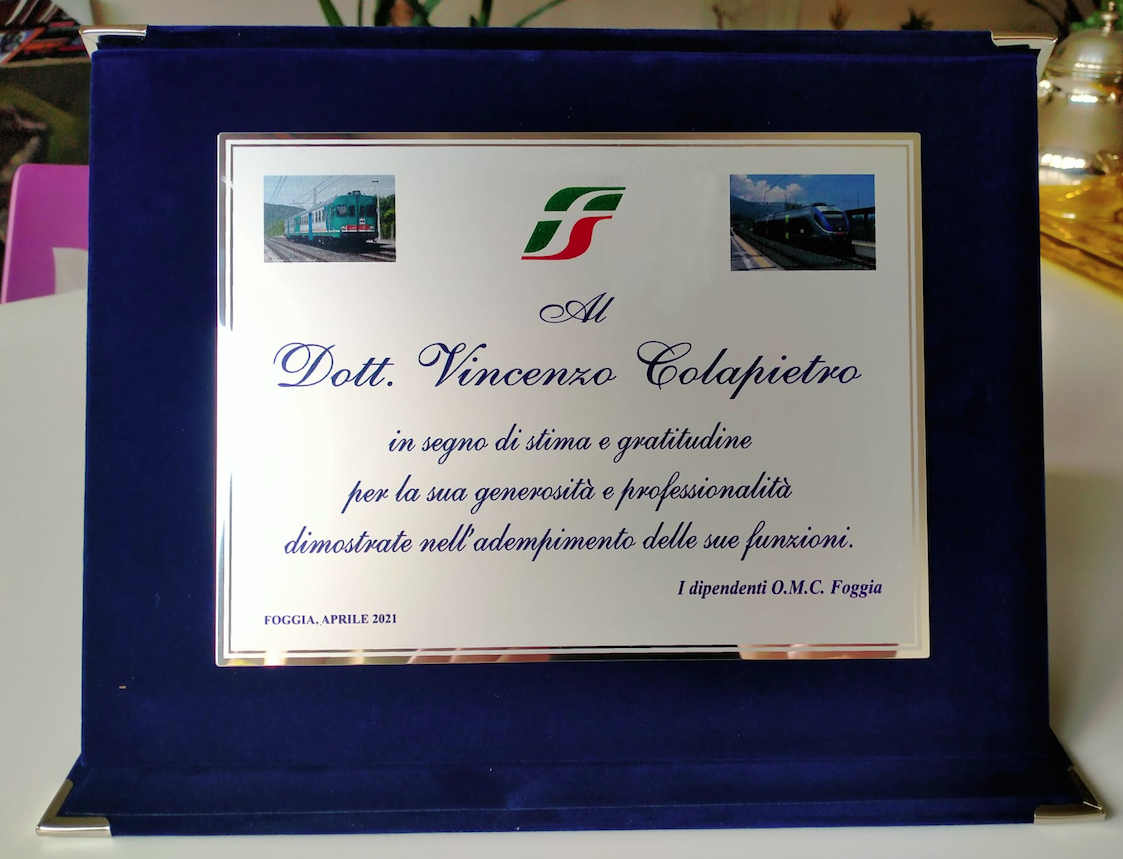 Al
Dott. Vincenzo Colapietro
in segno di stima e gratitudine
per la sua generosità e professionalità
dimostrate nell'adempimento delle sue funzioni.
I dipendenti O.M.C. Foggia
FOGGIA, APRILE 2021